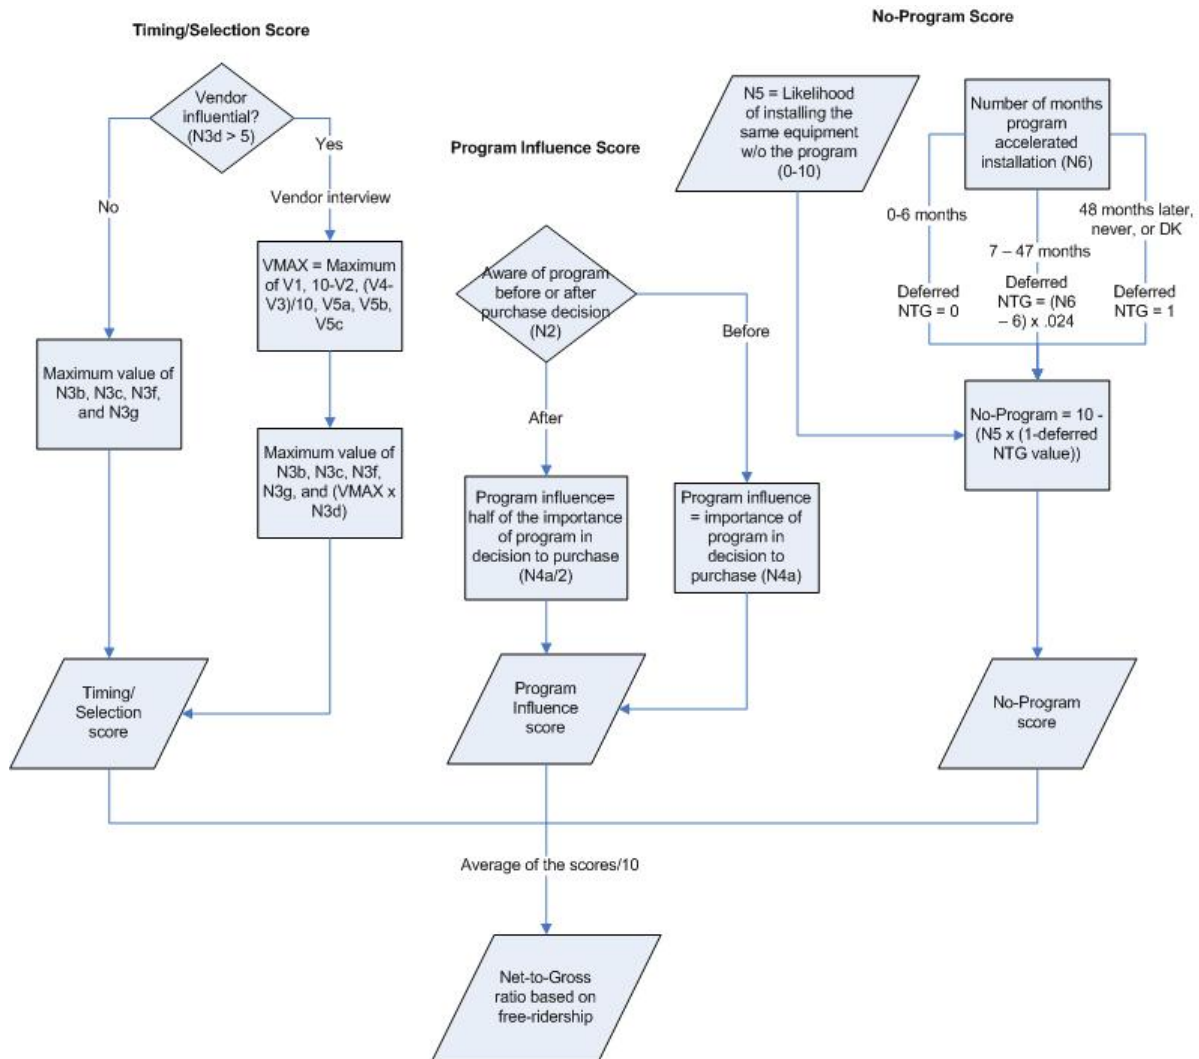 Timing/Selection Score
Vendor
influential?
(N3d > 5)
No
Yes
Vendor interview
VMAX = Maximum
of V1, 10-V2, (V4-
V3)/10, V5a, V5b,
V5c
Maximum value of
N3b, N3c, N3f,
and N3g
Maximum value of
N3b, N3c, N3f,
N3g, and (VMAX x
N3d)
Timing/
Selection
score
Program Influence Score
Aware of program
before or after
purchase decision
(N2)
Before
After
Program influence=
half of the importance
of program in
decision to purchase
(N4a/2)
Program influence
= importance of
program in
decision to
purchase (N4a)
Program
Influence
score
No-Program Score
N5 = Likelihood
of installing the
same equipment
w/o the program
(0-10)
Number of months
program
accelerated
installation (N6)
0-6 months
7 – 47 months
48 months later,
never, or DK
Deferred
NTG = 0
Deferred
NTG = (N6
– 6) x .024
Deferred
NTG = 1
No-Program = 10 -
(N5 x (1-deferred
NTG value))
No-Program
score
Average of the scores/10
Net-to-Gross
ratio based on
free-ridership